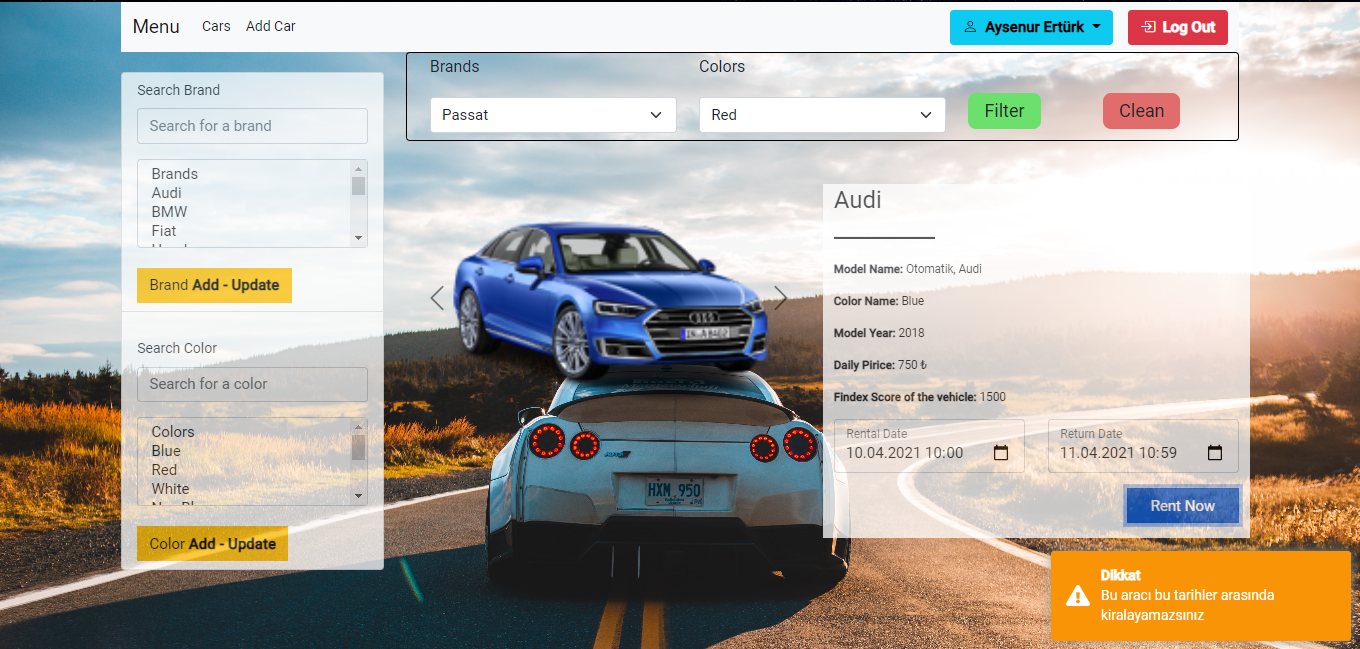 Menu Cars Add Car Aysenur Ertürk Log Out
Brands Colors
Passat Red Filter Clean
Search Brand
Search for a brand
Brands
Audi
BMW
Fiat
Brand Add - Update
Search Color
Search for a color
Colors
Blue
Red
White
Color Add - Update
Audi
Model Name: Otomatik, Audi
Color Name: Blue
Model Year: 2018
Daily Pirice: 750 ₺
Findex Score of the vehicle: 1500
Rental Date Return Date
10.04.2021 10:00 11.04.2021 10:59
Rent Now
HXM 950
Dikkat
Bu aracı bu tarihler arasında
kiralayamazsınız